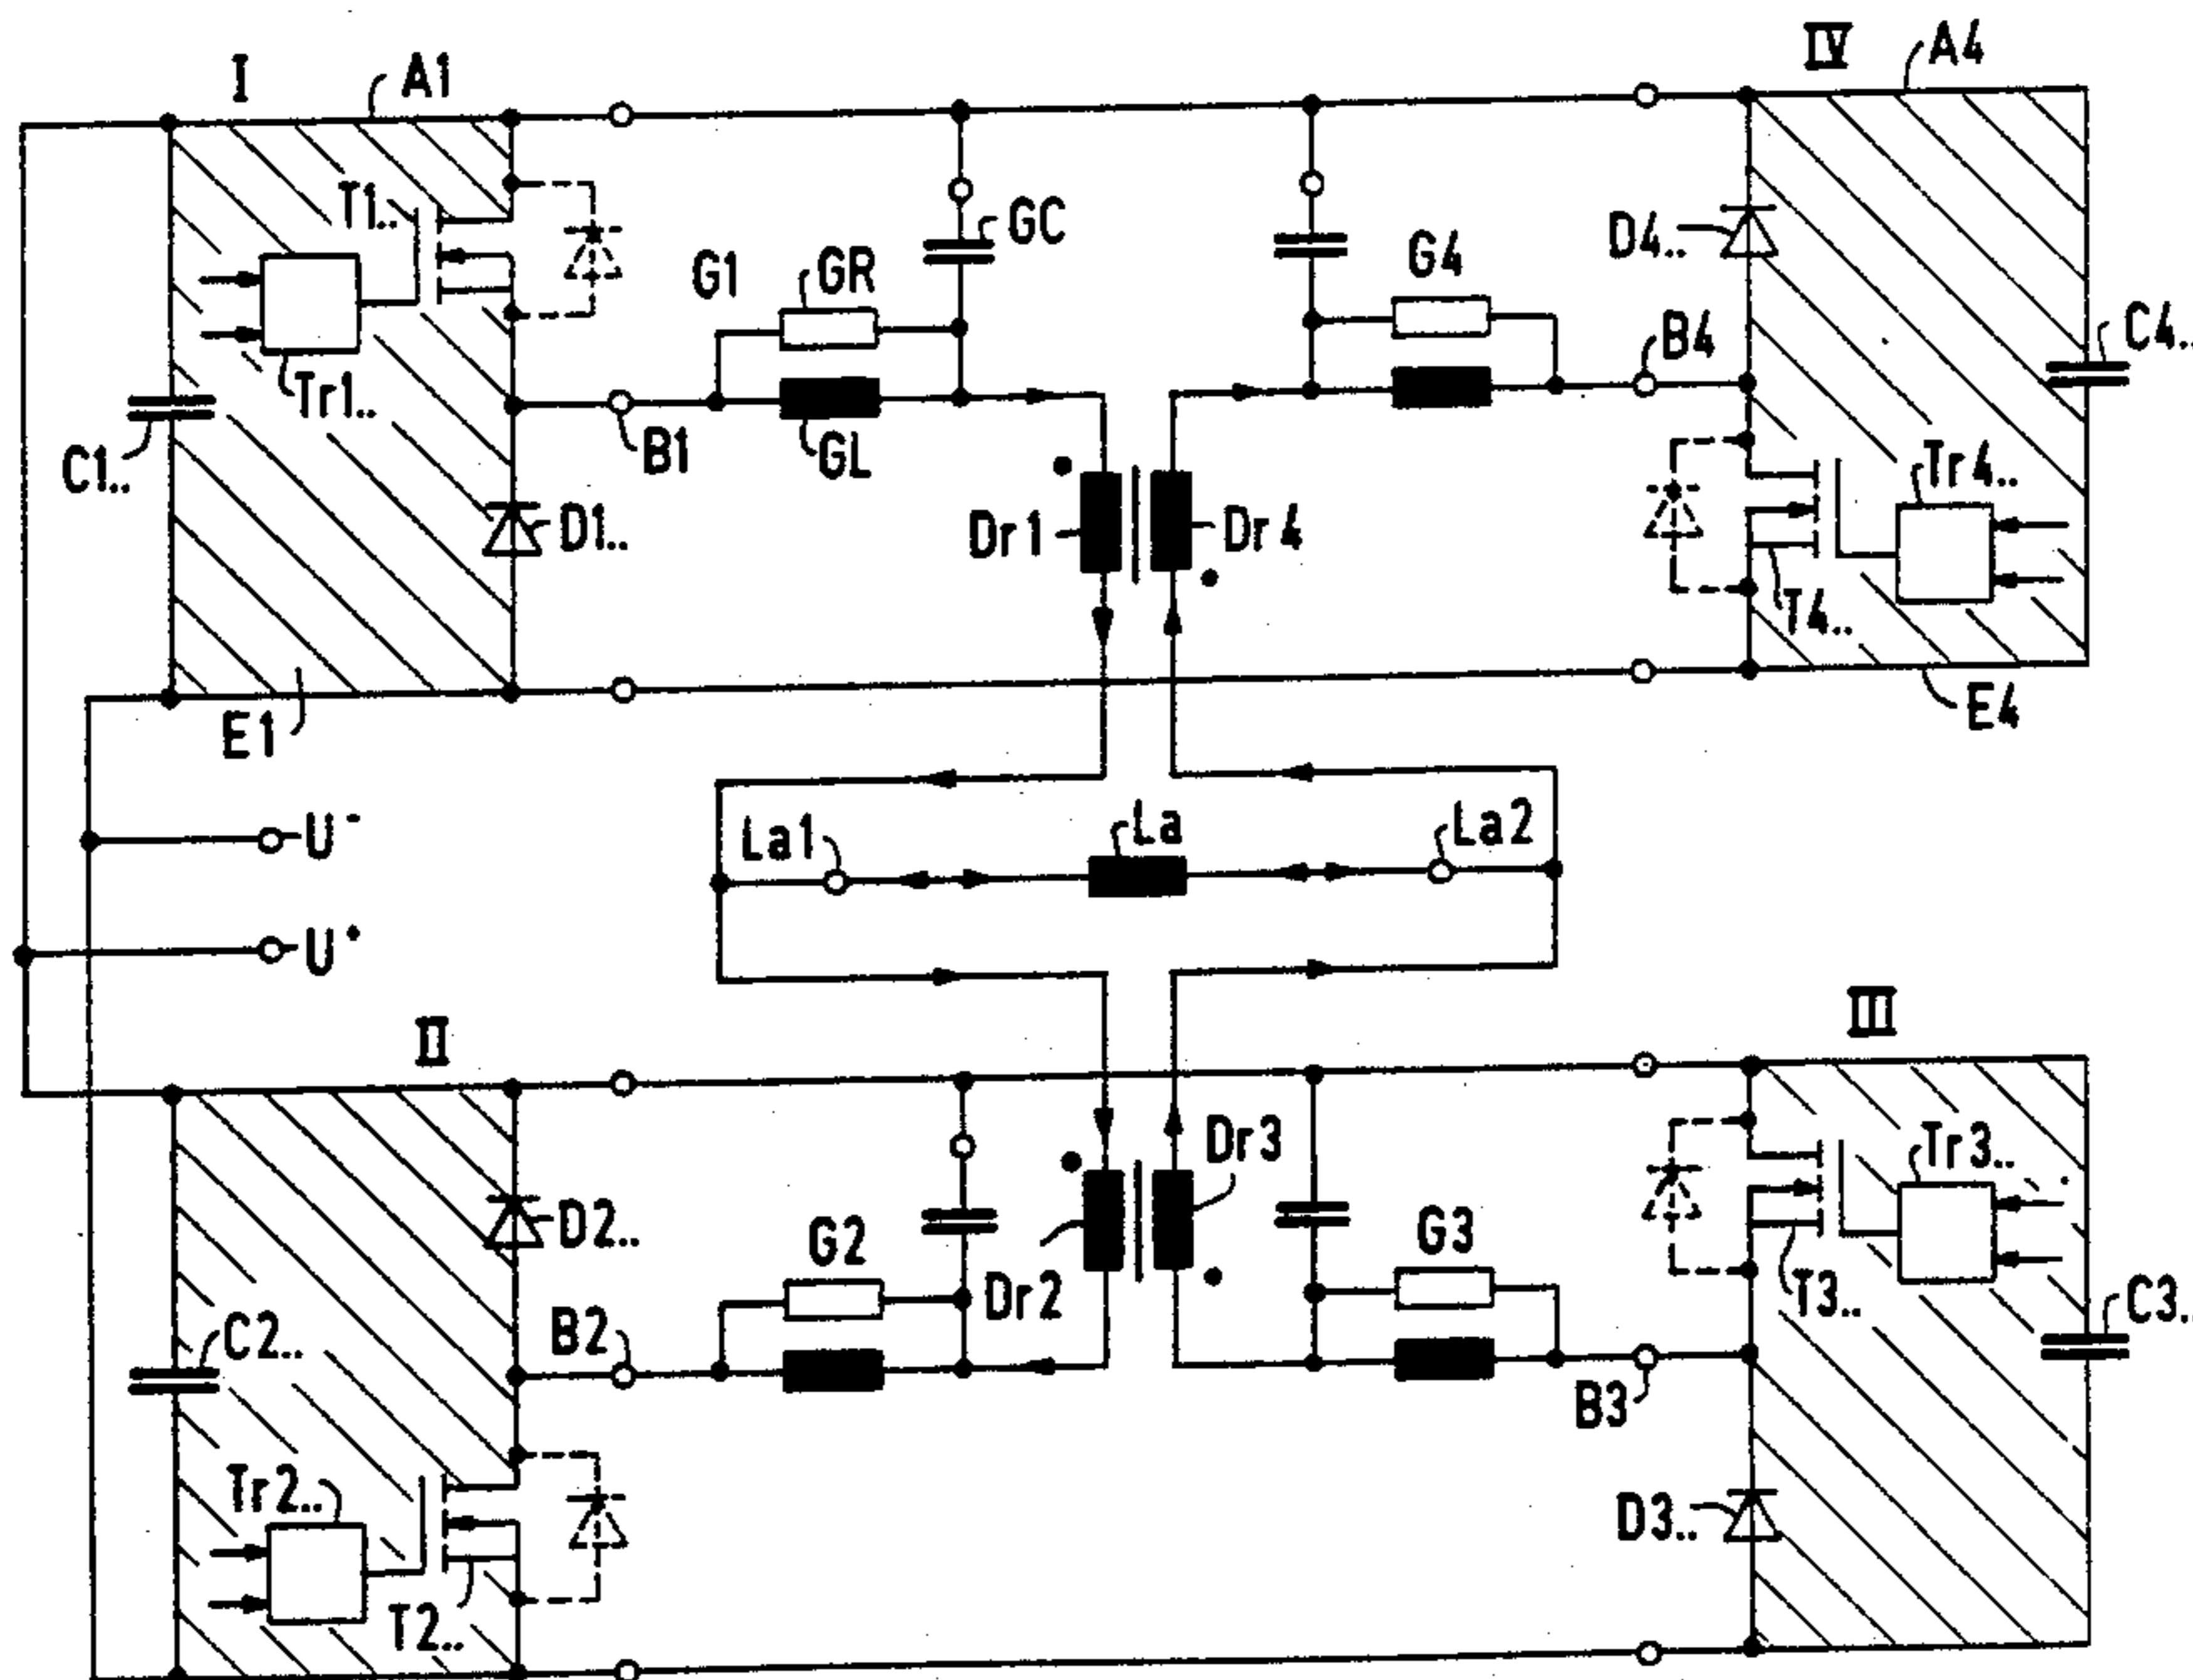 I
A1
IV
A4
T1..
GC
D4..
G1
GR
G4
B4
C4..
Tr1..
C1..
B1
GL
D1..
Dr1
Dr4
Tr4..
T4..
E1
E4
U-
La1
La
La2
U+
II
III
D2..
Dr3
Tr3..
G2
G3
Dr2
T3..
C2..
B2
C3..
B3
Tr2..
D3..
T2..